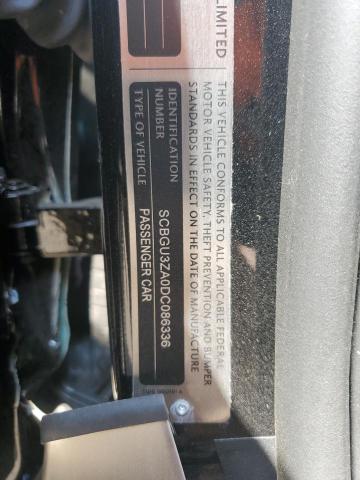 LIMITED
THIS VEHICLE CONFORMS TO ALL APPLICABLE FEDERAL
MOTOR VEHICLE SAFETY, THEFT PREVENTION AND BUMPER
STANDARDS IN EFFECT ON THE DATE OF MANUFACTURE
IDENTIFICATION
NUMBER SCBGU3ZA0DC086336
TYPE OF VEHICLE PASSENGER CAR